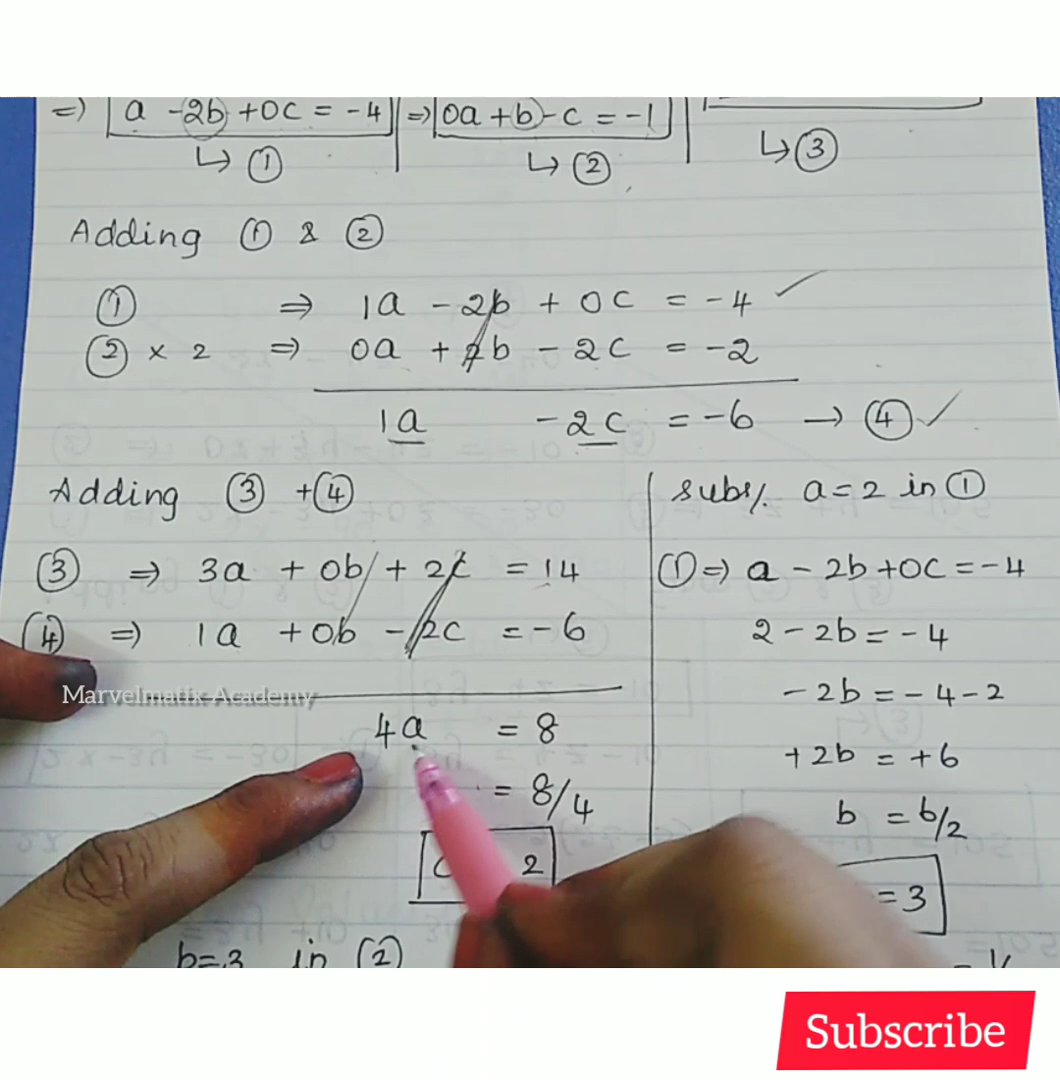 =) a - 2b + 0c = -4 =) 0a + b - c = -1
↳ ① ↳ ② ↳ ③
Adding ① & ②
① ⇒ 1a - 2b + 0c = -4 ✓
② × 2 ⇒ 0a + 2b - 2c = -2
1a - 2c = -6 → ④ ✓
Adding ③ + ④
③ ⇒ 3a + 0b + 2c = 14
④ ⇒ 1a + 0b - 2c = -6
Marvelmatix Academy
4a = 8
= 8/4
2
b=3 in (2)
subs/. a = 2 in ①
① =) a - 2b + 0c = -4
2 - 2b = -4
-2b = -4 - 2
+2b = +6
b = 6/2
= 3
Subscribe